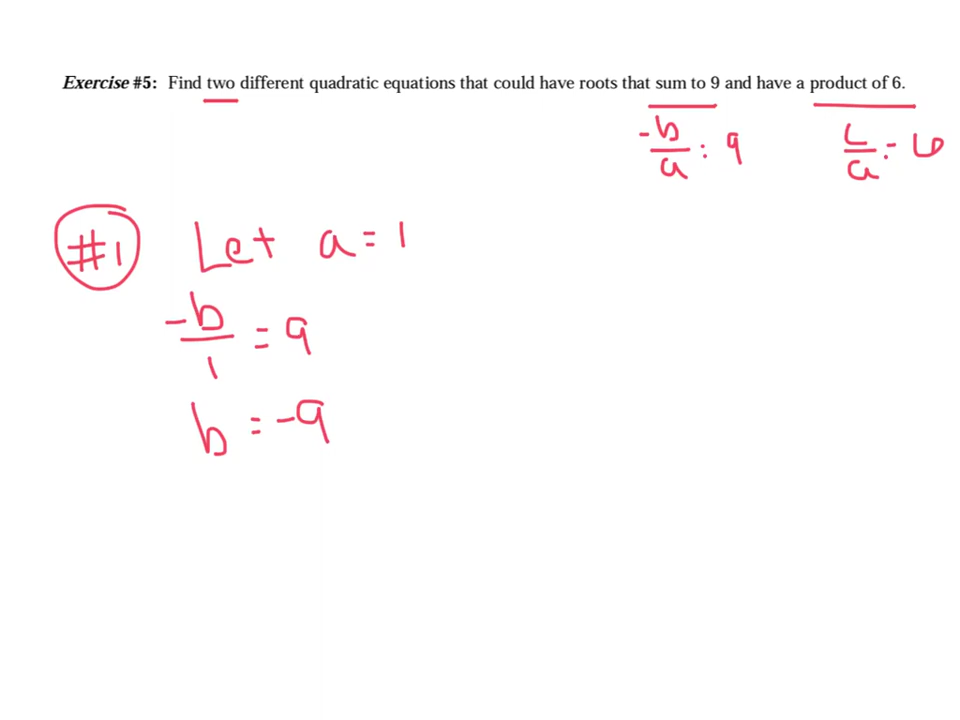 Exercise #5: Find two different quadratic equations that could have roots that sum to 9 and have a product of 6.
-b/a = 9 c/a = 6
#1 Let a = 1
-b/1 = 9
b = -9